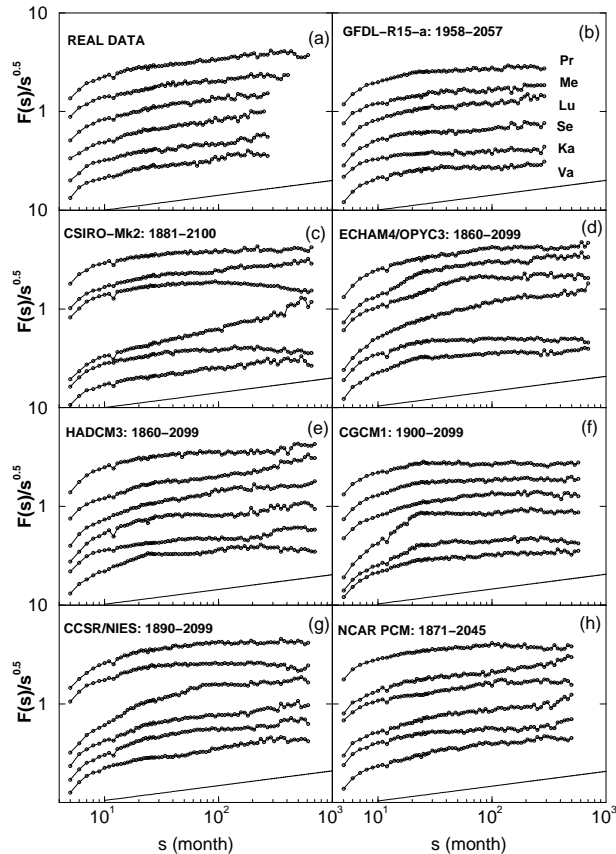 10
REAL DATA
(a)
F(s)/s^0.5
1
10
GFDL–R15–a: 1958–2057
(b)
Pr
Me
Lu
Se
Ka
Va
CSIRO–Mk2: 1881–2100
(c)
F(s)/s^0.5
1
10
ECHAM4/OPYC3: 1860–2099
(d)
HADCM3: 1860–2099
(e)
F(s)/s^0.5
1
10
CGCM1: 1900–2099
(f)
CCSR/NIES: 1890–2099
(g)
F(s)/s^0.5
1
NCAR PCM: 1871–2045
(h)
10^1 10^2 10^3
10^1 10^2 10^3
s (month)
s (month)